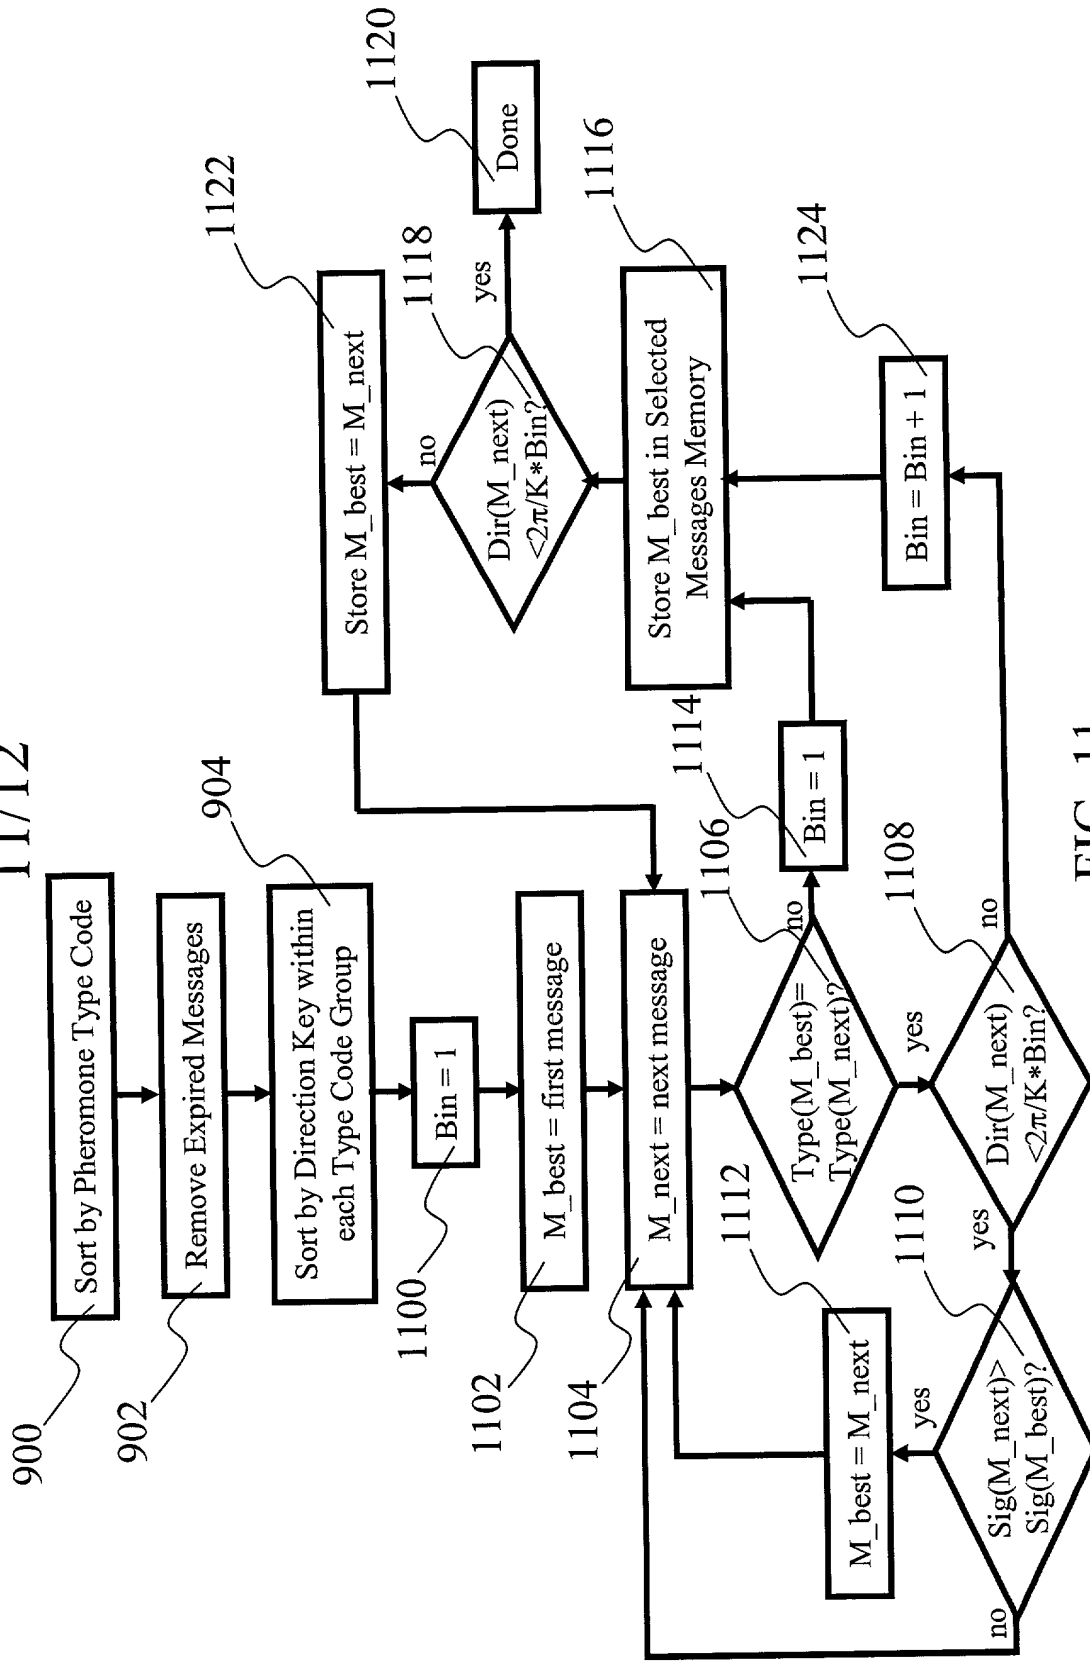 11/12
900
Sort by Pheromone Type Code
902
Remove Expired Messages
904
Sort by Direction Key within
each Type Code Group
1100
Bin = 1
1102
M_best = first message
1104
M_next = next message
1106
Type(M_best)=
Type(M_next)?
no
yes
1108
Dir(M_next)
<2π/K*Bin?
no
yes
1110
Sig(M_next)>
Sig(M_best)?
yes
no
1112
M_best = M_next
1114
Bin = 1
1116
Store M_best in Selected
Messages Memory
1118
Dir(M_next)
<2π/K*Bin?
no
yes
1120
Done
1122
Store M_best = M_next
1124
Bin = Bin + 1
FIG. 11